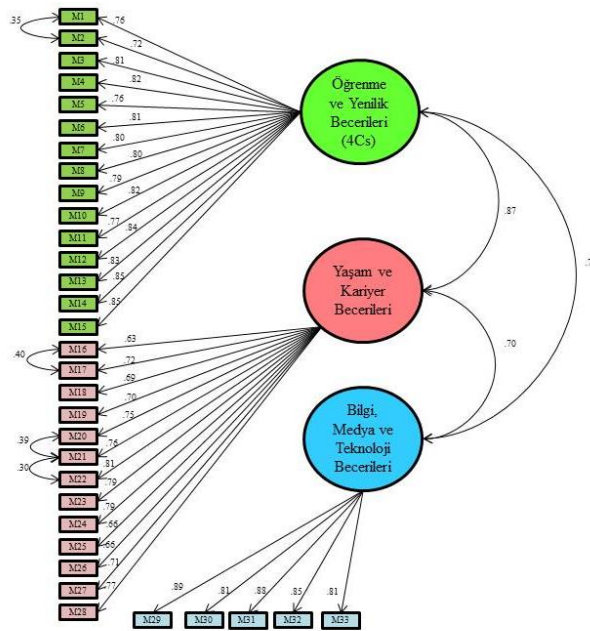 M1
M2
M3
M4
M5
M6
M7
M8
M9
M10
M11
M12
M13
M14
M15
M16
M17
M18
M19
M20
M21
M22
M23
M24
M25
M26
M27
M28
.35
.40
.39
.30
.76
.72
.81
.82
.76
.81
.80
.80
.79
.82
.77
.84
.83
.85
.85
.63
.72
.69
.70
.75
.76
.81
.79
.79
.66
.66
.71
.77
Öğrenme
ve Yenilik
Becerileri
(4Cs)
Yaşam ve
Kariyer
Becerileri
Bilgi,
Medya ve
Teknoloji
Becerileri
.87
.70
.89
.81
.88
.85
.81
M29
M30
M31
M32
M33